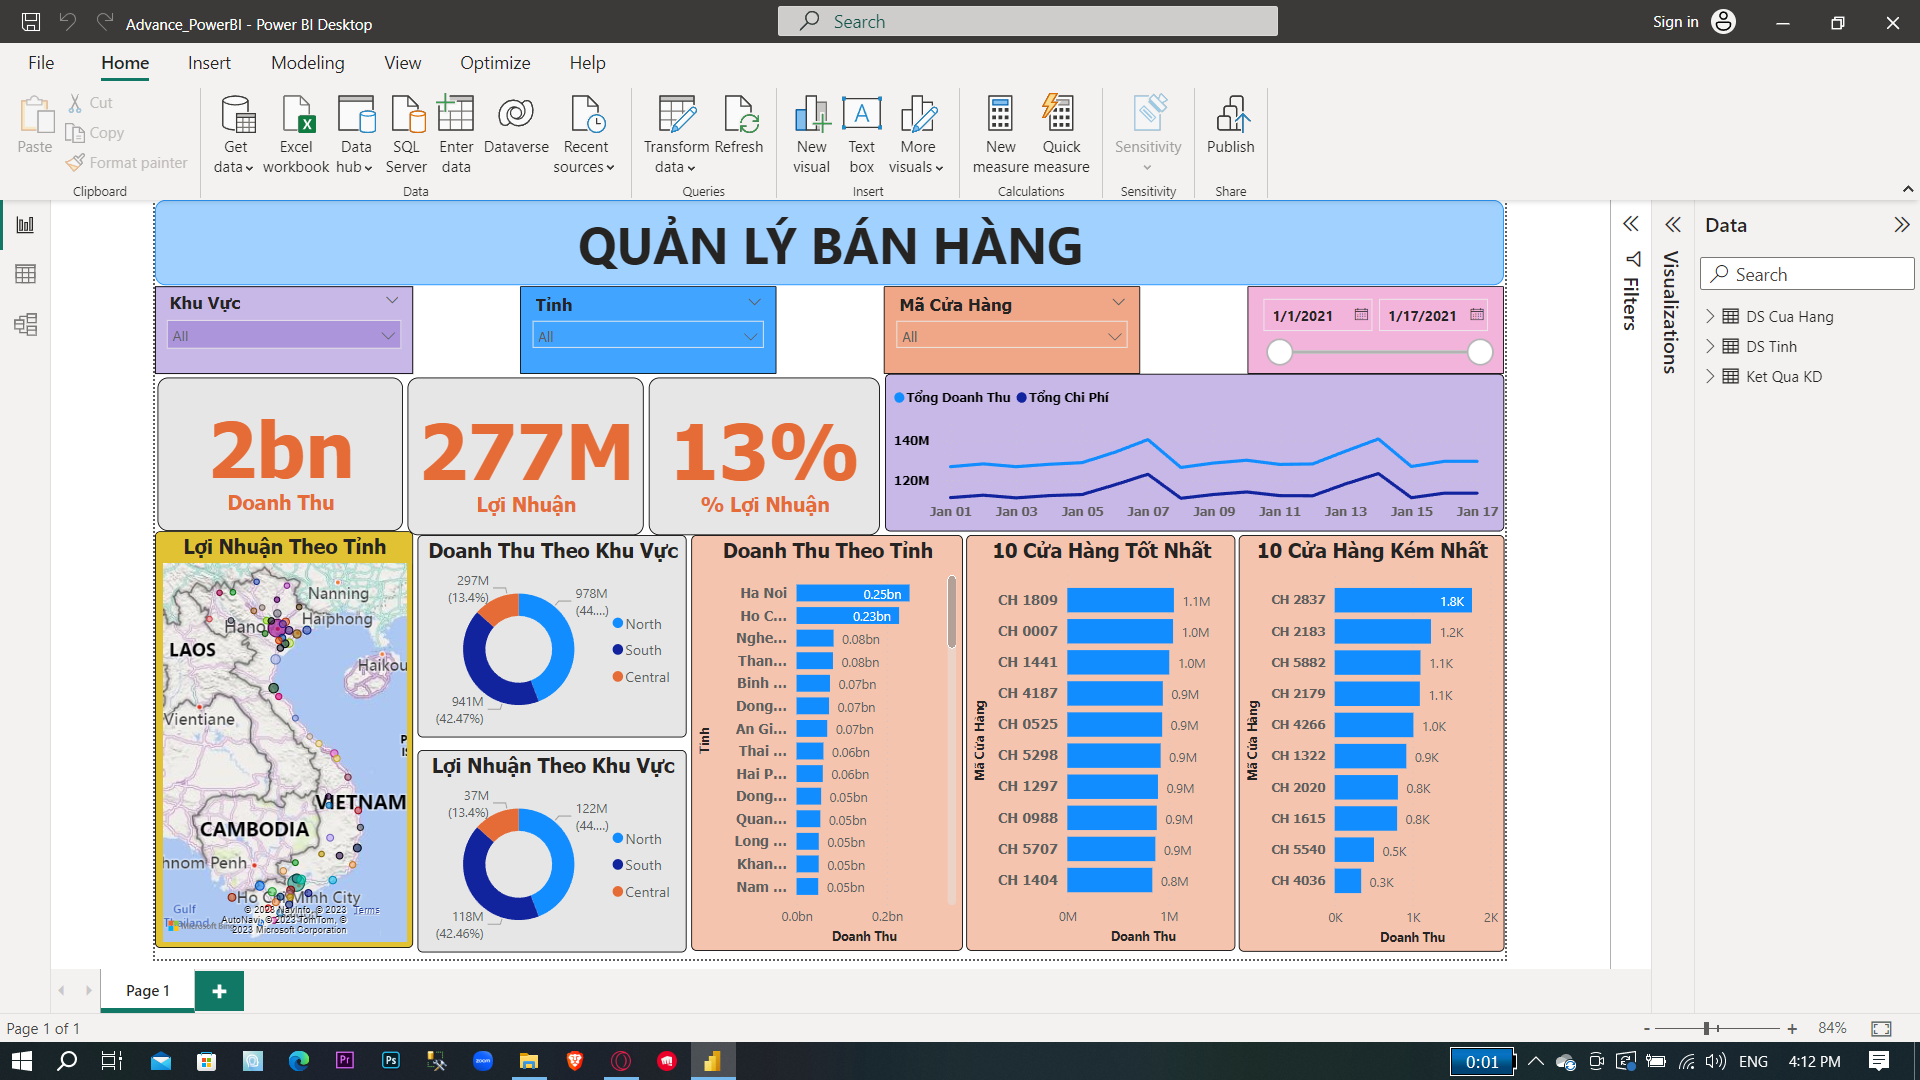 Advance_PowerBI - Power BI Desktop
Search
Sign in
File Home Insert Modeling View Optimize Help
Paste
Cut
Copy
Format painter
Clipboard
Get data
Excel workbook
Data hub
SQL Server
Enter data
Dataverse
Recent sources
Data
Transform data
Refresh
Queries
New visual
Text box
More visuals
Insert
New measure
Quick measure
Calculations
Sensitivity
Sensitivity
Publish
Share
QUẢN LÝ BÁN HÀNG
Khu Vực
All
Tỉnh
All
Mã Cửa Hàng
All
1/1/2021
1/17/2021
2bn
Doanh Thu
277M
Lợi Nhuận
13%
% Lợi Nhuận
Tổng Doanh Thu Tổng Chi Phí
140M
120M
Jan 01 Jan 03 Jan 05 Jan 07 Jan 09 Jan 11 Jan 13 Jan 15 Jan 17
Lợi Nhuận Theo Tỉnh
Nanning
Hanoi
Haiphong
LAOS
Haikou
Vientiane
VIETNAM
CAMBODIA
hnom Penh
Ho Chi Minh City
Gulf
Thailand
Microsoft Bing
© 2023 NavInfo, © 2023
AutoNavi, © 2023 TomTom, ©
2023 Microsoft Corporation
Terms
Doanh Thu Theo Khu Vực
297M
(13.4%)
978M
(44....)
941M
(42.47%)
North
South
Central
Lợi Nhuận Theo Khu Vực
37M
(13.4%)
122M
(44....)
118M
(42.46%)
North
South
Central
Doanh Thu Theo Tỉnh
Tỉnh
Ha Noi 0.25bn
Ho C... 0.23bn
Nghe... 0.08bn
Than... 0.08bn
Binh ... 0.07bn
Dong... 0.07bn
An Gi... 0.07bn
Thai ... 0.06bn
Hai P... 0.06bn
Dong... 0.05bn
Quan... 0.05bn
Long ... 0.05bn
Khan... 0.05bn
Nam ... 0.05bn
0.0bn 0.2bn
Doanh Thu
10 Cửa Hàng Tốt Nhất
Mã Cửa Hàng
CH 1809 1.1M
CH 0007 1.0M
CH 1441 1.0M
CH 4187 0.9M
CH 0525 0.9M
CH 5298 0.9M
CH 1297 0.9M
CH 0988 0.9M
CH 5707 0.9M
CH 1404 0.8M
0M 1M
Doanh Thu
10 Cửa Hàng Kém Nhất
Mã Cửa Hàng
CH 2837 1.8K
CH 2183 1.2K
CH 5882 1.1K
CH 2179 1.1K
CH 4266 1.0K
CH 1322 0.9K
CH 2020 0.8K
CH 1615 0.8K
CH 5540 0.5K
CH 4036 0.3K
0K 1K 2K
Doanh Thu
Filters
Visualizations
Data
Search
DS Cua Hang
DS Tinh
Ket Qua KD
Page 1
Page 1 of 1
84%
Pr
Ps
zoom
0:01
ENG
4:12 PM